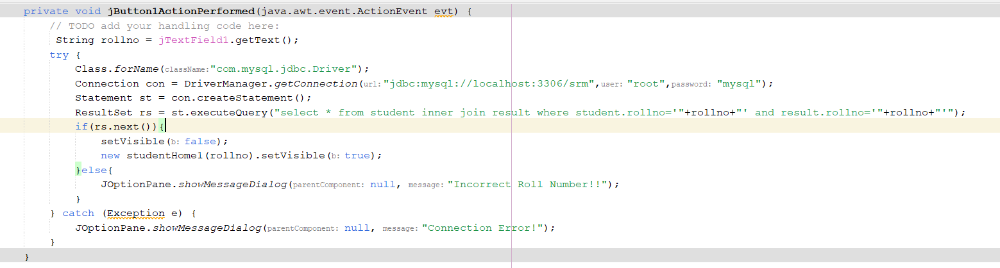 private void jButton1ActionPerformed(java.awt.event.ActionEvent evt) {
// TODO add your handling code here:
String rollno = jTextField1.getText();
try {
Class.forName(className:"com.mysql.jdbc.Driver");
Connection con = DriverManager.getConnection(url:"jdbc:mysql://localhost:3306/srm",user: "root",password: "mysql");
Statement st = con.createStatement();
ResultSet rs = st.executeQuery("select * from student inner join result where student.rollno='"+rollno+"' and result.rollno='"+rollno+"'");
if(rs.next()){
setVisible(b: false);
new studentHome1(rollno).setVisible(b: true);
}else{
JOptionPane.showMessageDialog(parentComponent: null, message: "Incorrect Roll Number!!");
}
} catch (Exception e) {
JOptionPane.showMessageDialog(parentComponent: null, message: "Connection Error!");
}
}